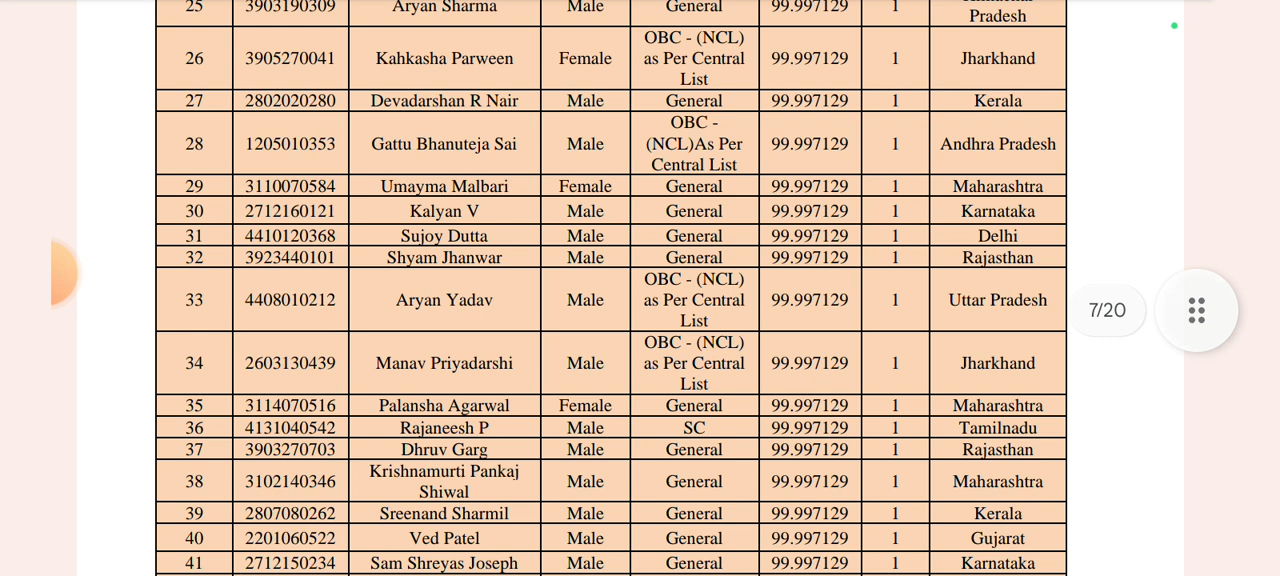 25 3903190309 Aryan Sharma Male General 99.997129 1
Pradesh
26 3905270041 Kahkasha Parween Female OBC - (NCL) as Per Central List 99.997129 1 Jharkhand
27 2802020280 Devadarshan R Nair Male General 99.997129 1 Kerala
28 1205010353 Gattu Bhanuteja Sai Male OBC - (NCL)As Per Central List 99.997129 1 Andhra Pradesh
29 3110070584 Umayma Malbari Female General 99.997129 1 Maharashtra
30 2712160121 Kalyan V Male General 99.997129 1 Karnataka
31 4410120368 Sujoy Dutta Male General 99.997129 1 Delhi
32 3923440101 Shyam Jhanwar Male General 99.997129 1 Rajasthan
33 4408010212 Aryan Yadav Male OBC - (NCL) as Per Central List 99.997129 1 Uttar Pradesh
7/20
34 2603130439 Manav Priyadarshi Male OBC - (NCL) as Per Central List 99.997129 1 Jharkhand
35 3114070516 Palansha Agarwal Female General 99.997129 1 Maharashtra
36 4131040542 Rajaneesh P Male SC 99.997129 1 Tamilnadu
37 3903270703 Dhruv Garg Male General 99.997129 1 Rajasthan
38 3102140346 Krishnamurti Pankaj Shiwal Male General 99.997129 1 Maharashtra
39 2807080262 Sreenand Sharmil Male General 99.997129 1 Kerala
40 2201060522 Ved Patel Male General 99.997129 1 Gujarat
41 2712150234 Sam Shreyas Joseph Male General 99.997129 1 Karnataka